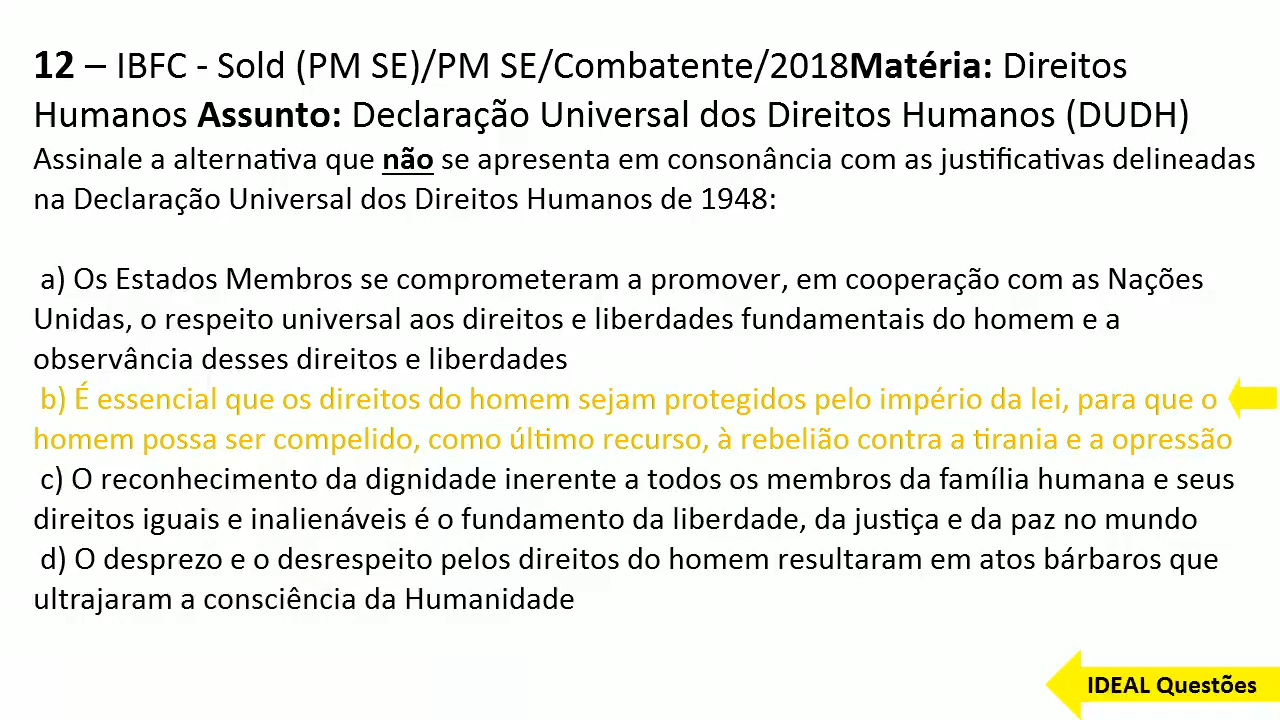 12 – IBFC - Sold (PM SE)/PM SE/Combatente/2018Matéria: Direitos
Humanos Assunto: Declaração Universal dos Direitos Humanos (DUDH)
Assinale a alternativa que não se apresenta em consonância com as justificativas delineadas
na Declaração Universal dos Direitos Humanos de 1948:
a) Os Estados Membros se comprometeram a promover, em cooperação com as Nações
Unidas, o respeito universal aos direitos e liberdades fundamentais do homem e a
observância desses direitos e liberdades
b) É essencial que os direitos do homem sejam protegidos pelo império da lei, para que o
homem possa ser compelido, como último recurso, à rebelião contra a tirania e a opressão
c) O reconhecimento da dignidade inerente a todos os membros da família humana e seus
direitos iguais e inalienáveis é o fundamento da liberdade, da justiça e da paz no mundo
d) O desprezo e o desrespeito pelos direitos do homem resultaram em atos bárbaros que
ultrajaram a consciência da Humanidade
IDEAL Questões